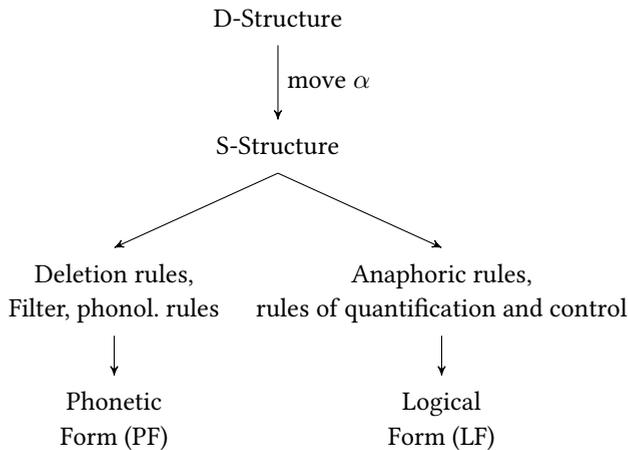 D-Structure
move α
S-Structure
Deletion rules,
Filter, phonol. rules
Anaphoric rules,
rules of quantification and control
Phonetic
Form (PF)
Logical
Form (LF)